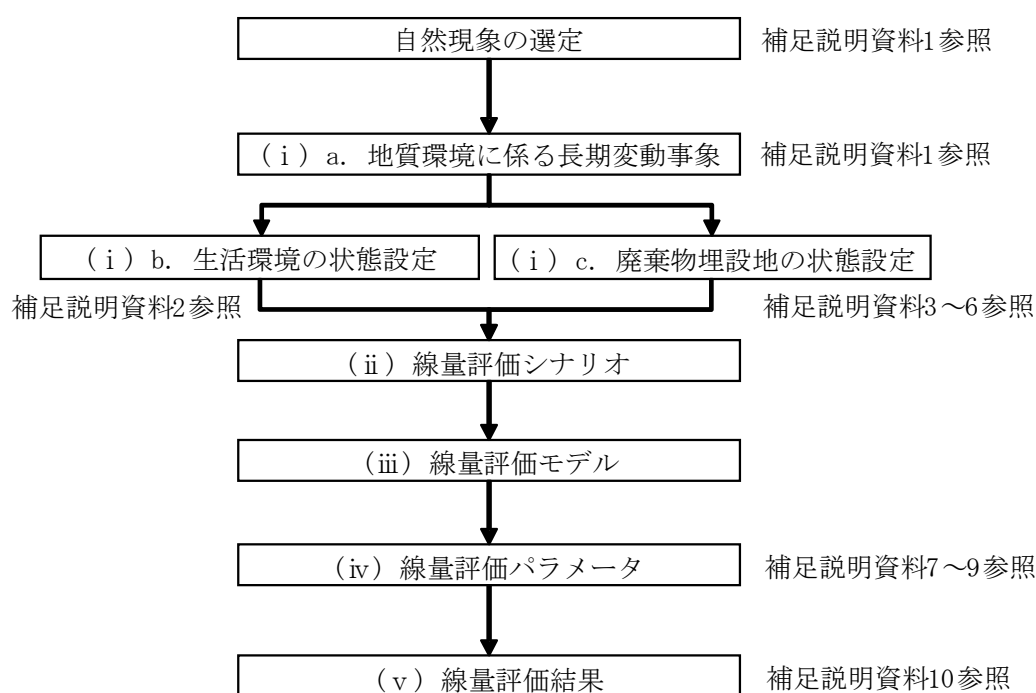 自然現象の選定
補足説明資料1参照
(ⅰ) a. 地質環境に係る長期変動事象
補足説明資料1参照
(ⅰ) b. 生活環境の状態設定
(ⅰ) c. 廃棄物埋設地の状態設定
補足説明資料2参照
補足説明資料3～6参照
(ⅱ) 線量評価シナリオ
(ⅲ) 線量評価モデル
(ⅳ) 線量評価パラメータ
補足説明資料7～9参照
(ⅴ) 線量評価結果
補足説明資料10参照